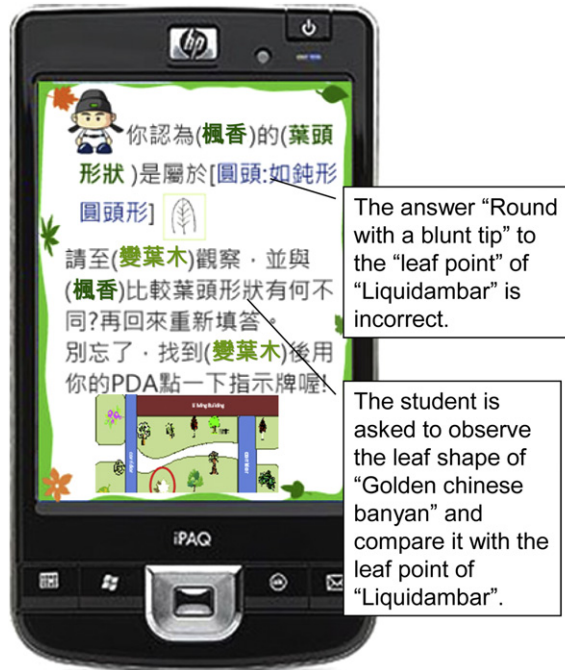 hp
你認為(楓香)的(葉頭
形狀 )是屬於[圓頭:如鈍形
圓頭形]
請至(變葉木)觀察，並與
(楓香)比較葉頭形狀有何不
同?再回來重新填答。
別忘了，找到(變葉木)後用
你的PDA點一下指示牌喔!
iPAQ
ok
The answer “Round
with a blunt tip” to
the “leaf point” of
“Liquidambar” is
incorrect.
The student is
asked to observe
the leaf shape of
“Golden chinese
banyan” and
compare it with the
leaf point of
“Liquidambar”.